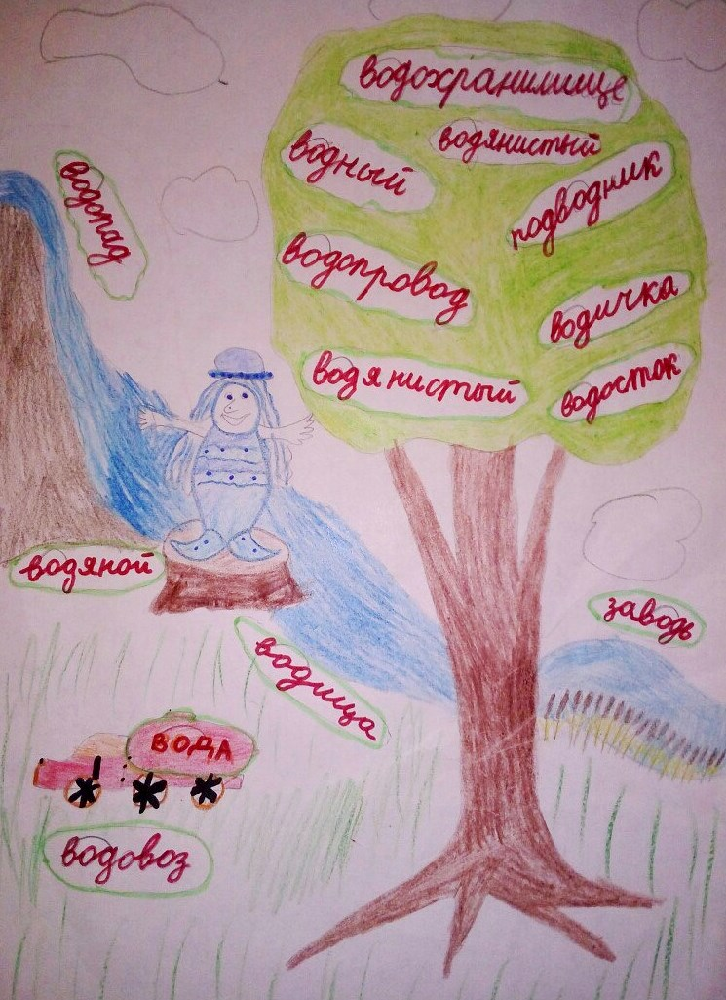 водохранилище
водянистый
водный
подводник
водопад
водопровод
водичка
водянистый
водосток
водяной
заводь
водица
ВОДА
водовоз